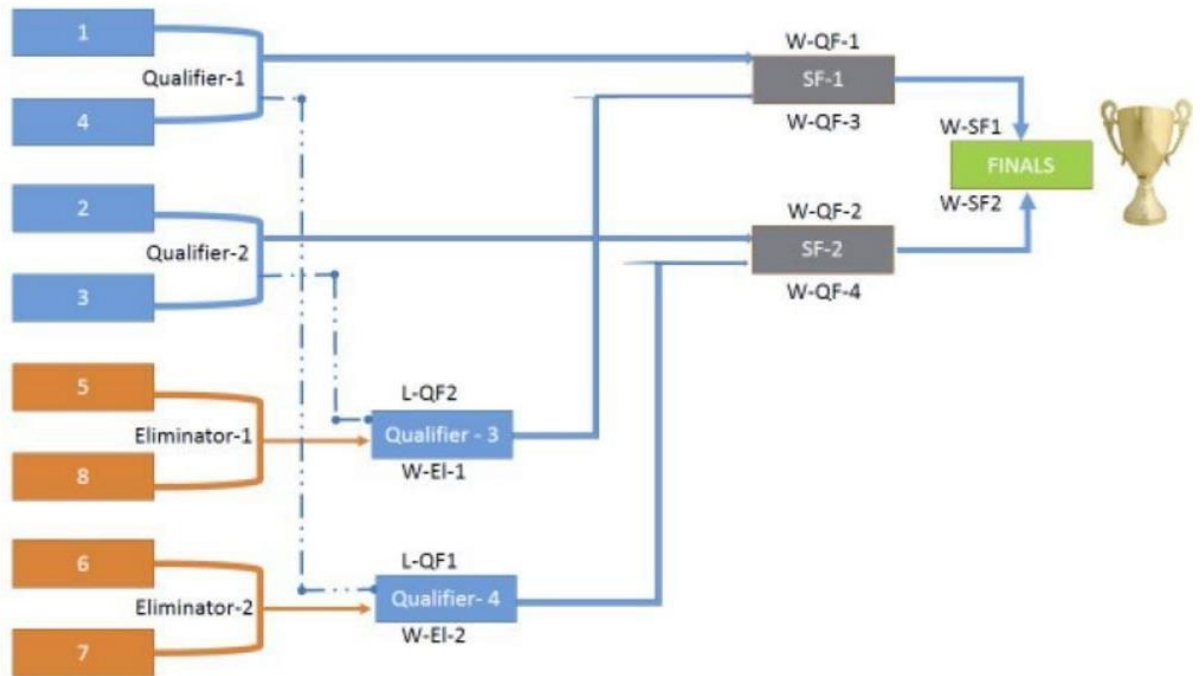 1
Qualifier-1
4
2
Qualifier-2
3
5
Eliminator-1
8
6
Eliminator-2
7
L-QF2
Qualifier - 3
W-El-1
L-QF1
Qualifier- 4
W-El-2
W-QF-1
SF-1
W-QF-3
W-QF-2
SF-2
W-QF-4
W-SF1
FINALS
W-SF2